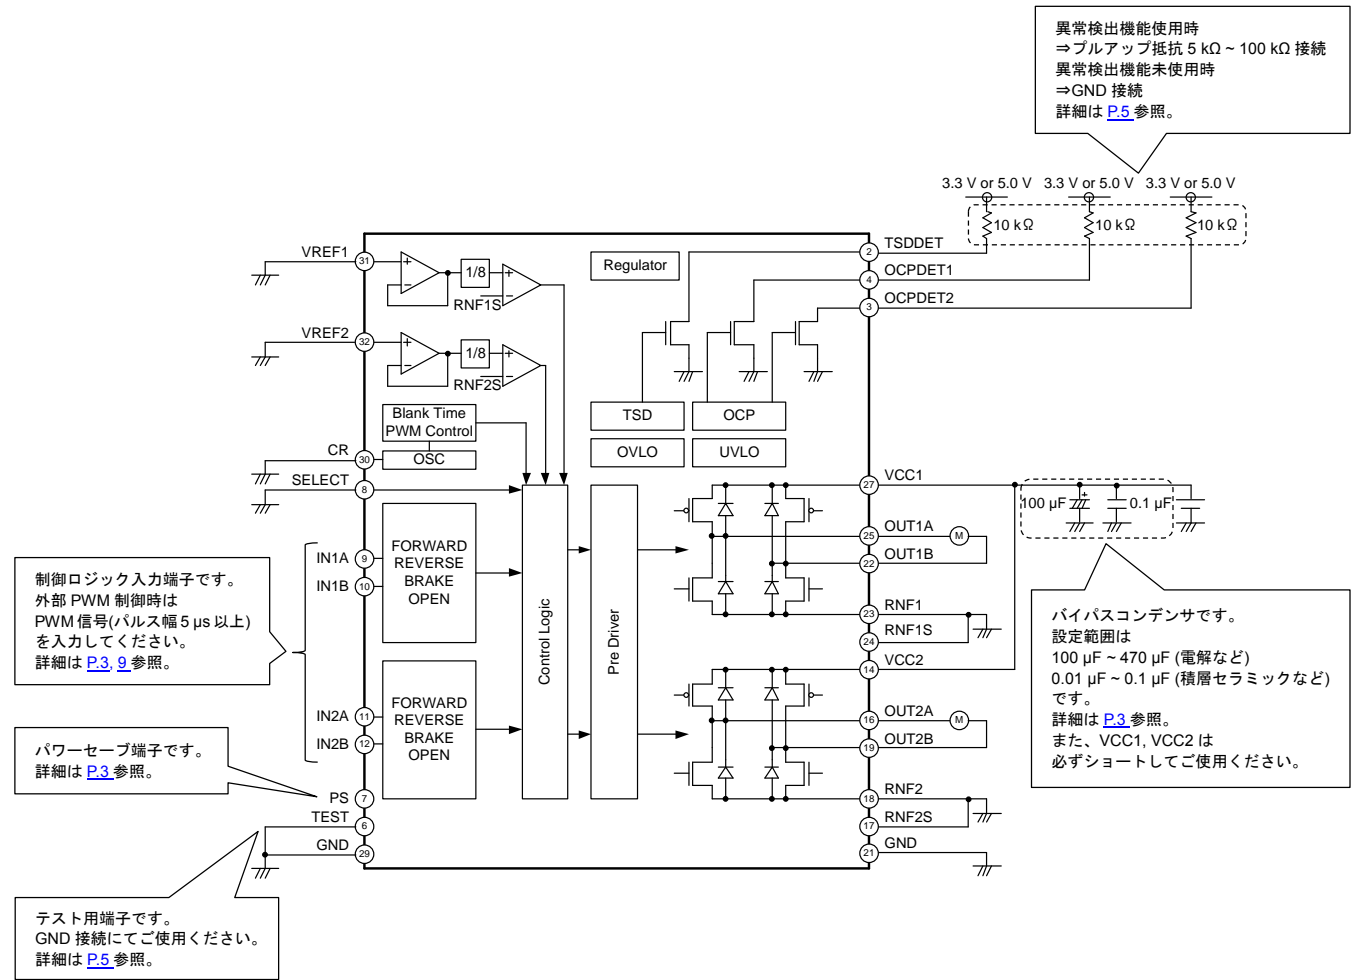 異常検出機能使用時
⇒プルアップ抵抗 5 kΩ ~ 100 kΩ 接続
異常検出機能未使用時
⇒GND 接続
詳細は P.5 参照。
3.3 V or 5.0 V
3.3 V or 5.0 V
3.3 V or 5.0 V
10 kΩ
10 kΩ
10 kΩ
VREF1
31
+
−
1/8
+
−
RNF1S
Regulator
2
TSDDET
4
OCPDET1
3
OCPDET2
VREF2
32
+
−
1/8
+
−
RNF2S
Blank Time
PWM Control
OSC
TSD
OCP
OVLO
UVLO
CR
30
SELECT
8
27
VCC1
100 µF
+
0.1 µF
IN1A
9
IN1B
10
FORWARD
REVERSE
BRAKE
OPEN
Control Logic
Pre Driver
25
OUT1A
M
22
OUT1B
23
RNF1
24
RNF1S
14
VCC2
制御ロジック入力端子です。
外部 PWM 制御時は
PWM 信号(パルス幅 5 µs 以上)
を入力してください。
詳細は P.3, 9 参照。
バイパスコンデンサです。
設定範囲は
100 µF ~ 470 µF (電解など)
0.01 µF ~ 0.1 µF (積層セラミックなど)
です。
詳細は P.3 参照。
また、VCC1, VCC2 は
必ずショートしてご使用ください。
IN2A
11
IN2B
12
FORWARD
REVERSE
BRAKE
OPEN
16
OUT2A
M
19
OUT2B
18
RNF2
17
RNF2S
21
GND
パワーセーブ端子です。
詳細は P.3 参照。
PS
7
TEST
6
GND
29
テスト用端子です。
GND 接続にてご使用ください。
詳細は P.5 参照。